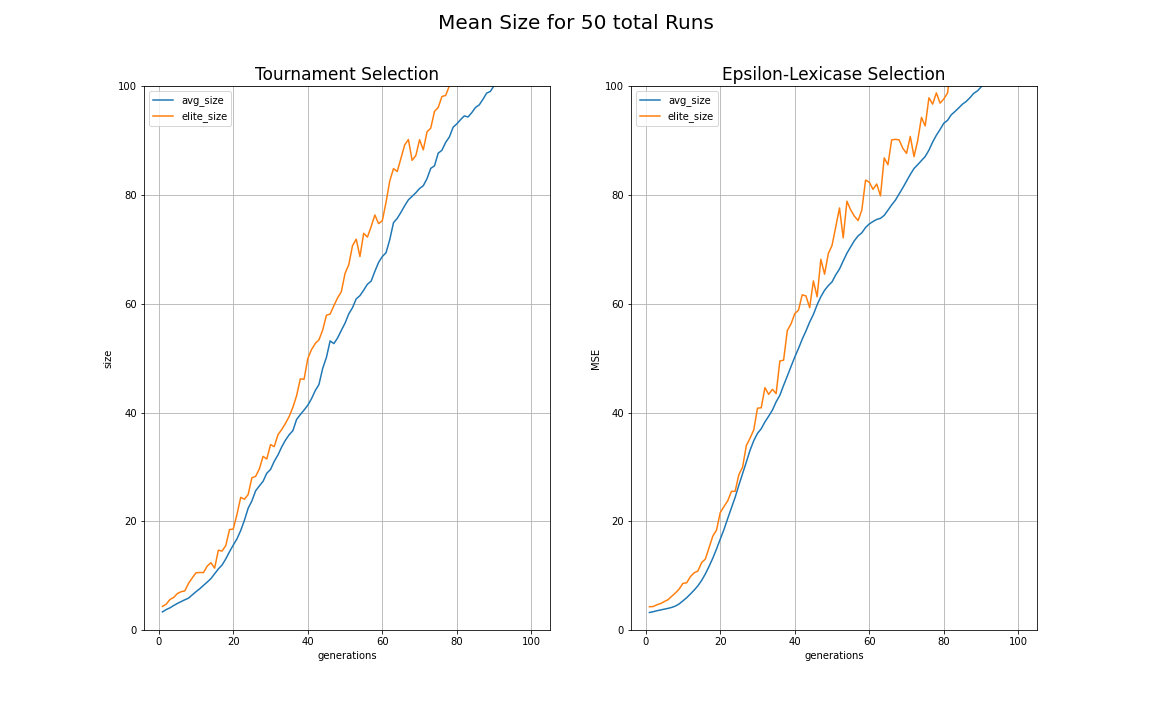 Mean Size for 50 total Runs
Tournament Selection
avg_size
elite_size
100
80
60
40
20
0
size
0 20 40 60 80 100
generations
Epsilon-Lexicase Selection
avg_size
elite_size
100
80
60
40
20
0
MSE
0 20 40 60 80 100
generations